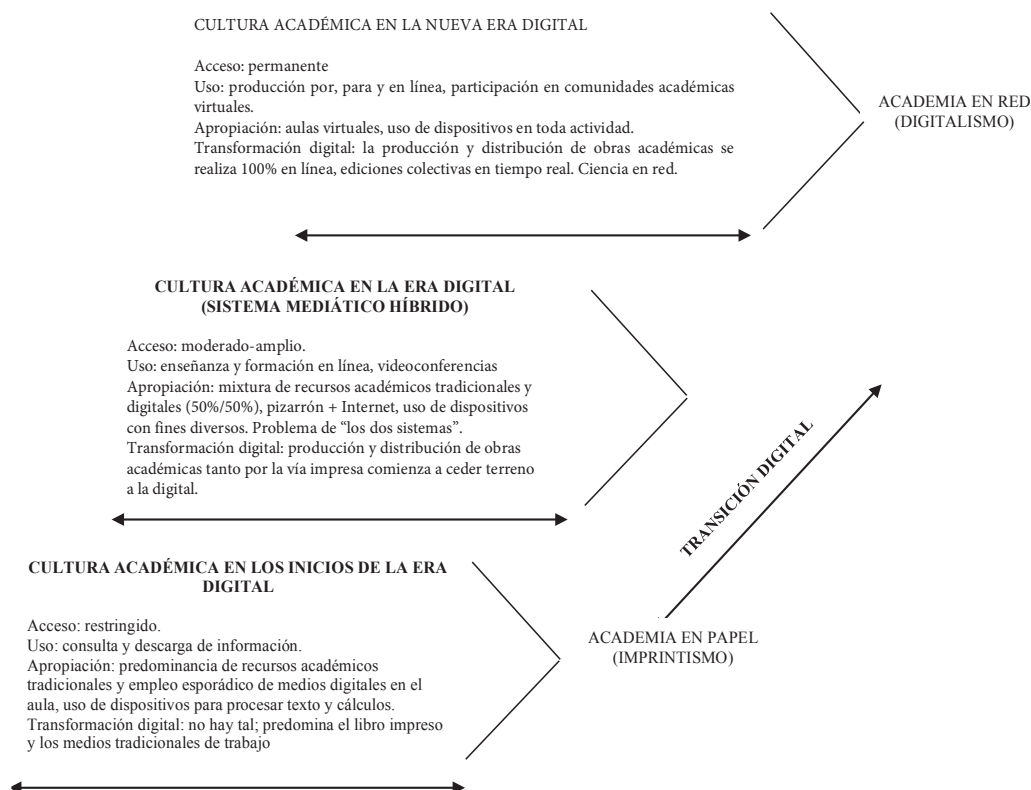 CULTURA ACADÉMICA EN LA NUEVA ERA DIGITAL
Acceso: permanente
Uso: producción por, para y en línea, participación en comunidades académicas
virtuales.
Apropiación: aulas virtuales, uso de dispositivos en toda actividad.
Transformación digital: la producción y distribución de obras académicas se
realiza 100% en línea, ediciones colectivas en tiempo real. Ciencia en red.
ACADEMIA EN RED
(DIGITALISMO)
CULTURA ACADÉMICA EN LA ERA DIGITAL
(SISTEMA MEDIÁTICO HÍBRIDO)
Acceso: moderado-amplio.
Uso: enseñanza y formación en línea, videoconferencias
Apropiación: mixtura de recursos académicos tradicionales y
digitales (50%/50%), pizarrón + Internet, uso de dispositivos
con fines diversos. Problema de “los dos sistemas”.
Transformación digital: producción y distribución de obras
académicas tanto por la vía impresa comienza a ceder terreno
a la digital.
TRANSICIÓN DIGITAL
CULTURA ACADÉMICA EN LOS INICIOS DE LA ERA
DIGITAL
Acceso: restringido.
Uso: consulta y descarga de información.
Apropiación: predominancia de recursos académicos
tradicionales y empleo esporádico de medios digitales en el
aula, uso de dispositivos para procesar texto y cálculos.
Transformación digital: no hay tal; predomina el libro impreso
y los medios tradicionales de trabajo
ACADEMIA EN PAPEL
(IMPRINTISMO)